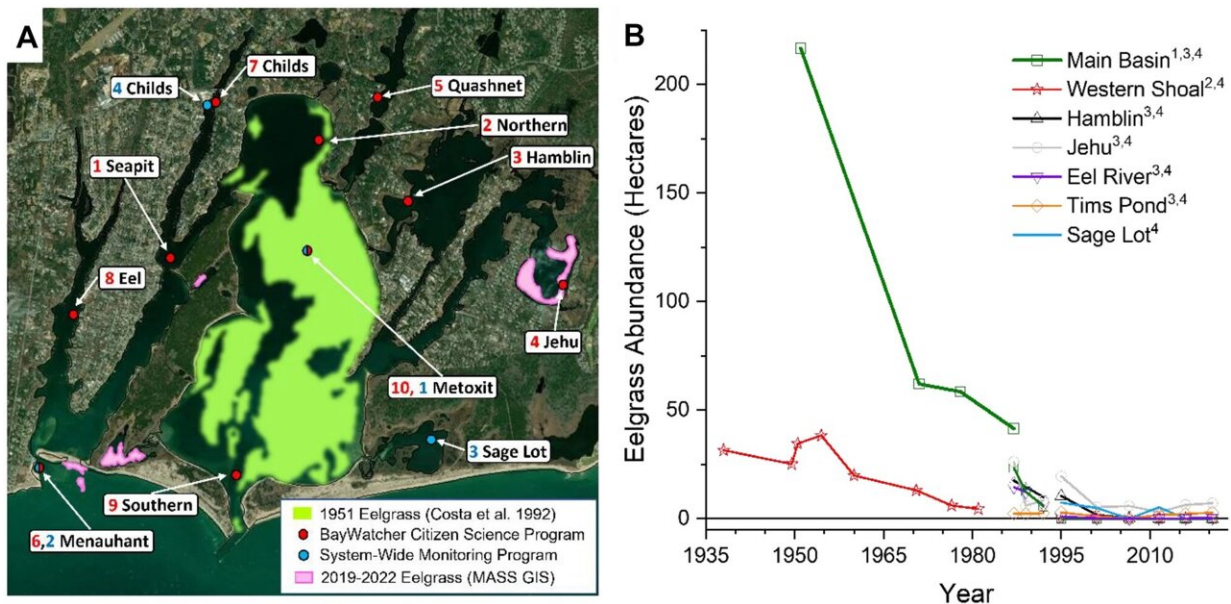 A
4 Childs
7 Childs
5 Quashnet
2 Northern
1 Seapit
3 Hamblin
8 Eel
4 Jehu
10, 1 Metoxit
3 Sage Lot
9 Southern
6,2 Menauhant
1951 Eelgrass (Costa et al. 1992)
BayWatcher Citizen Science Program
System-Wide Monitoring Program
2019-2022 Eelgrass (MASS GIS)
B
Eelgrass Abundance (Hectares)
200
150
100
50
0
Main Basin1,3,4
Western Shoal2,4
Hamblin3,4
Jehu3,4
Eel River3,4
Tims Pond3,4
Sage Lot4
1935 1950 1965 1980 1995 2010
Year